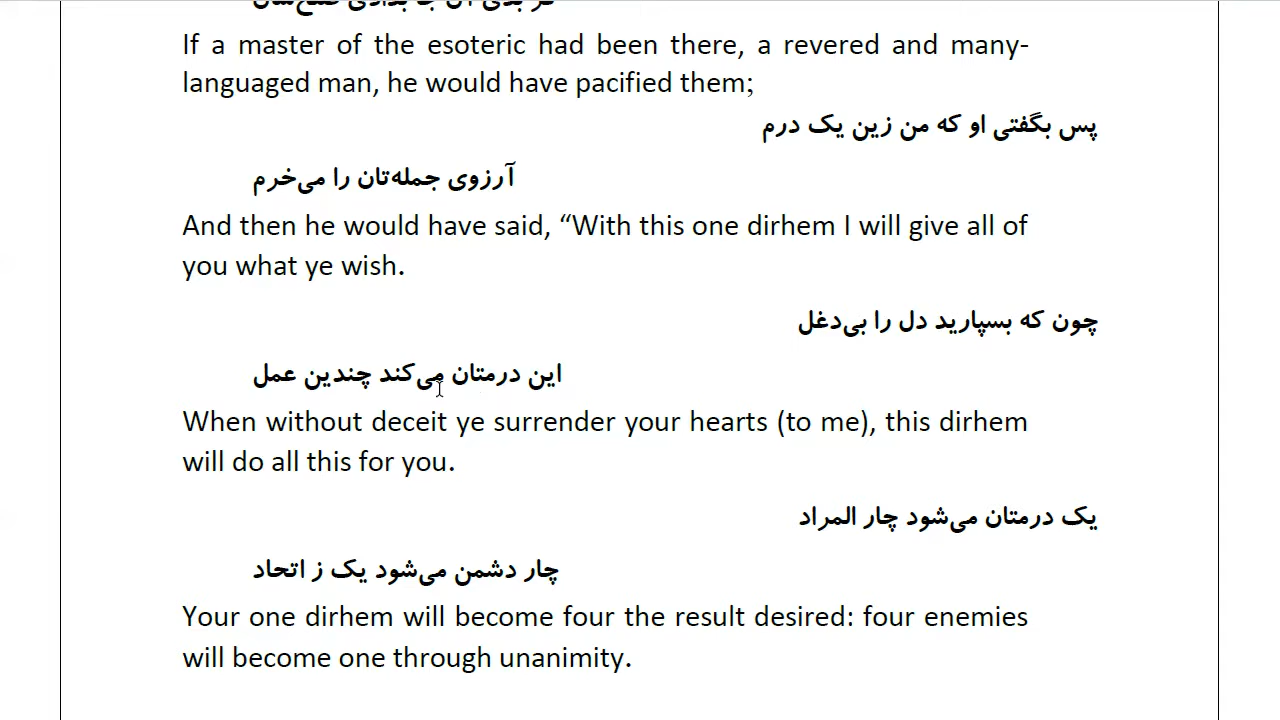 If a master of the esoteric had been there, a revered and many-
languaged man, he would have pacified them;
پس بگفتی او که من زین یک درم
آرزوی جمله‌تان را می‌خرم
And then he would have said, “With this one dirhem I will give all of
you what ye wish.
چون که بسپارید دل را بی‌دغل
این درمتان می‌کند چندین عمل
When without deceit ye surrender your hearts (to me), this dirhem
will do all this for you.
یک درمتان می‌شود چار المراد
چار دشمن می‌شود یک ز اتحاد
Your one dirhem will become four the result desired: four enemies
will become one through unanimity.